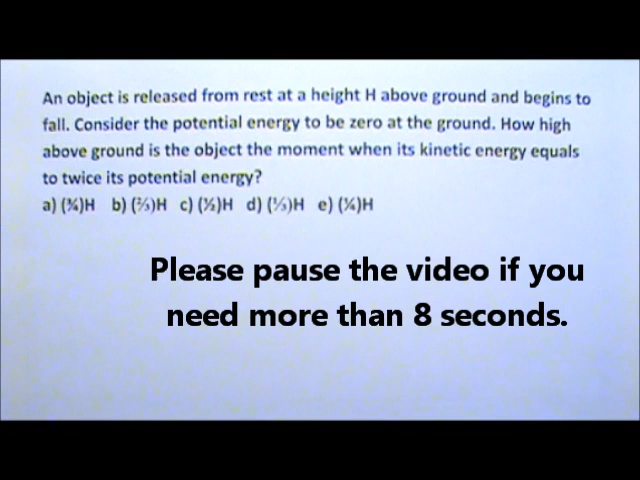 An object is released from rest at a height H above ground and begins to
fall. Consider the potential energy to be zero at the ground. How high
above ground is the object the moment when its kinetic energy equals
to twice its potential energy?
a) (¾)H b) (⅔)H c) (½)H d) (⅓)H e) (¼)H
Please pause the video if you
need more than 8 seconds.